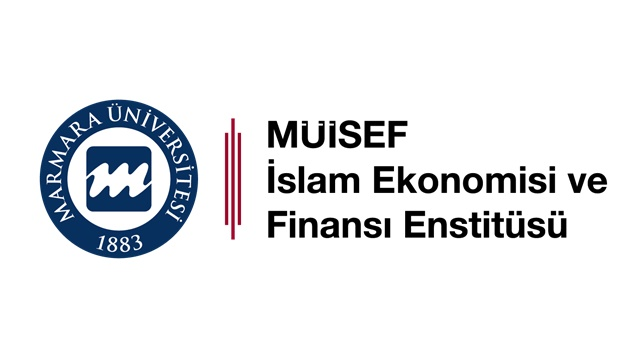 MARMARA ÜNİVERSİTESİ
m
1883
MÜİSEF
İslam Ekonomisi ve
Finansı Enstitüsü